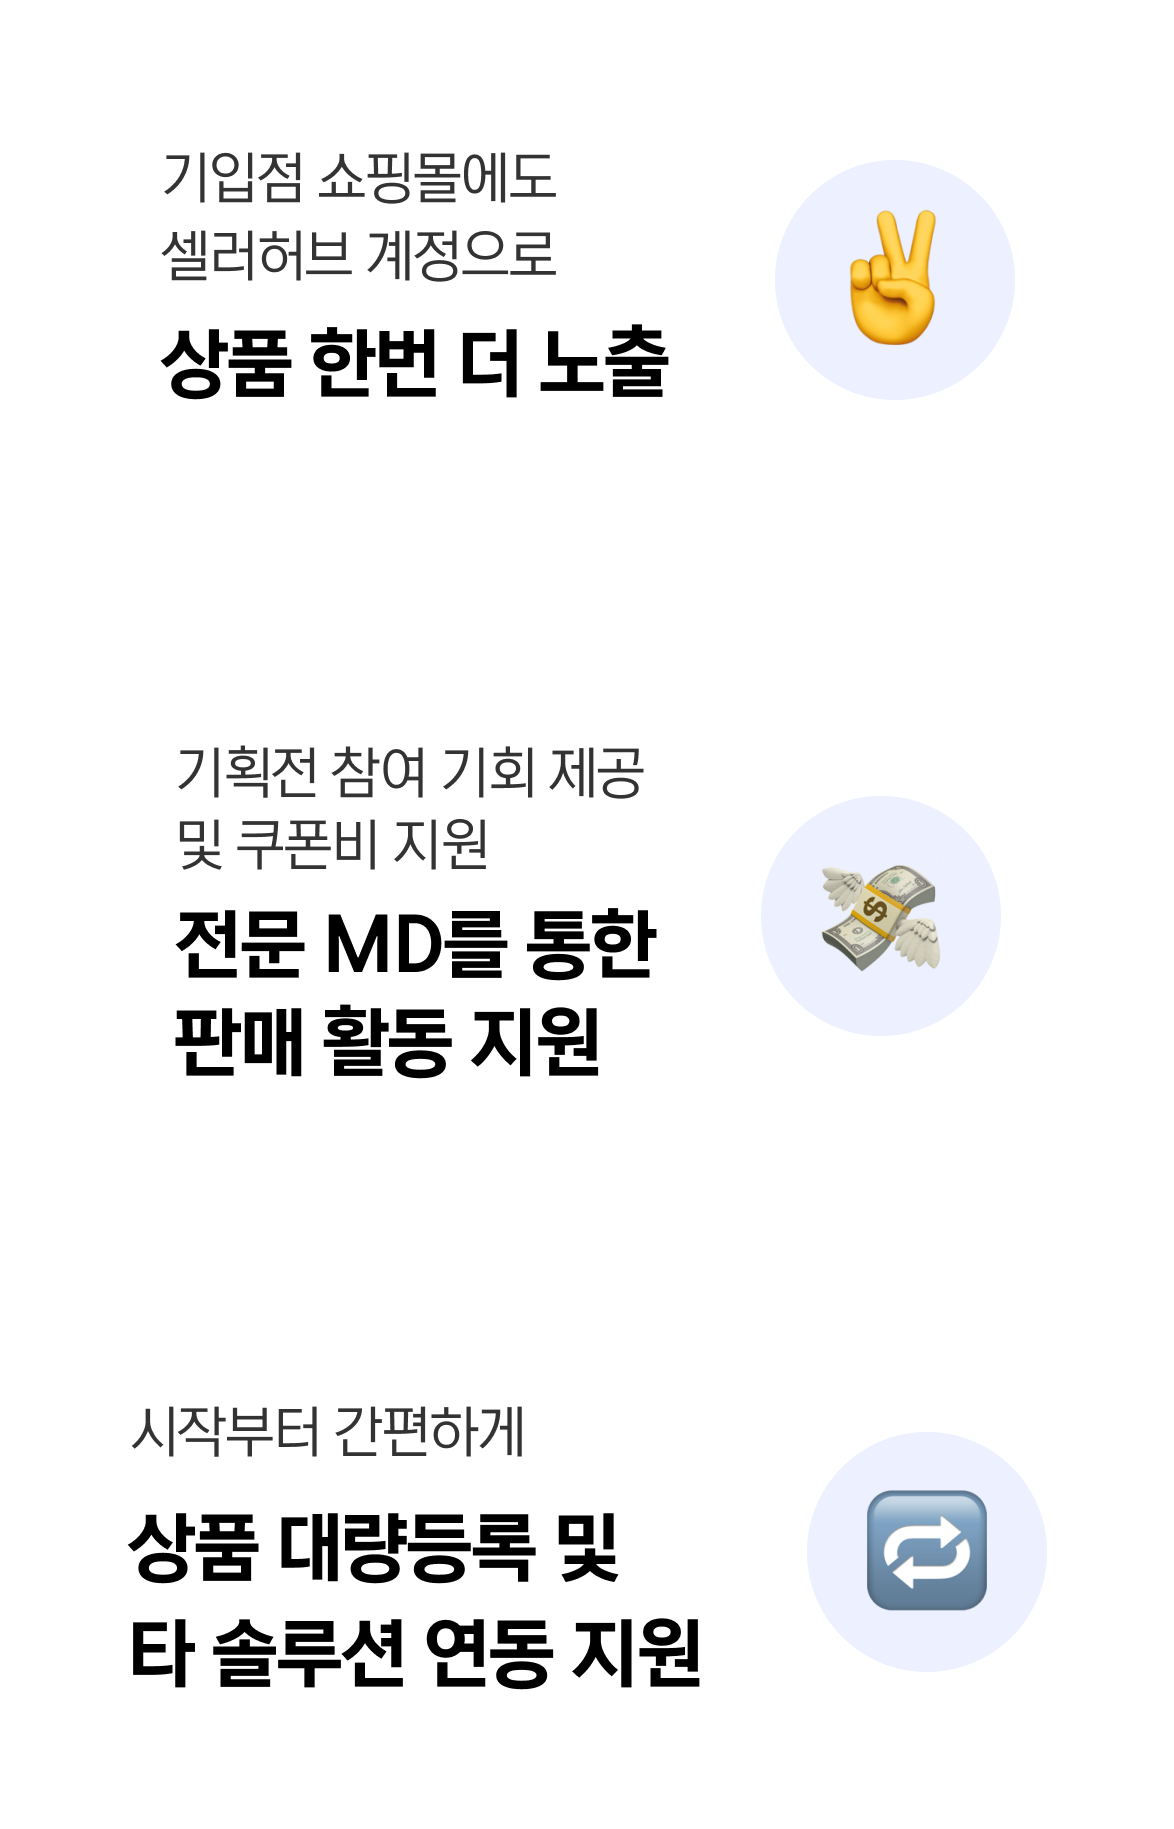 기입점 쇼핑몰에도
셀러허브 계정으로
상품 한번 더 노출
기획전 참여 기회 제공
및 쿠폰비 지원
전문 MD를 통한
판매 활동 지원
시작부터 간편하게
상품 대량등록 및
타 솔루션 연동 지원